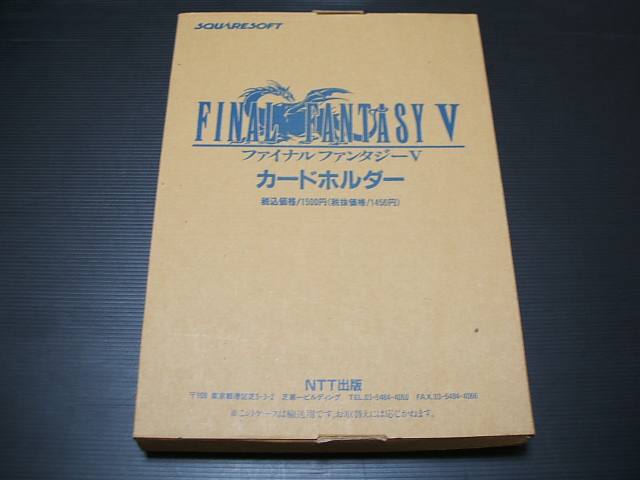 SQUARESOFT
FINAL FANTASY V
ファイナルファンタジーV
カードホルダー
税込価格/1500円(税抜価格/1456円)
NTT出版
〒108 東京都港区芝5-3-2 芝第一ビルディング TEL.03-5484-4060 FAX.03-5484-4066
※このケースは輸送用です。お取替えには応じかねます。